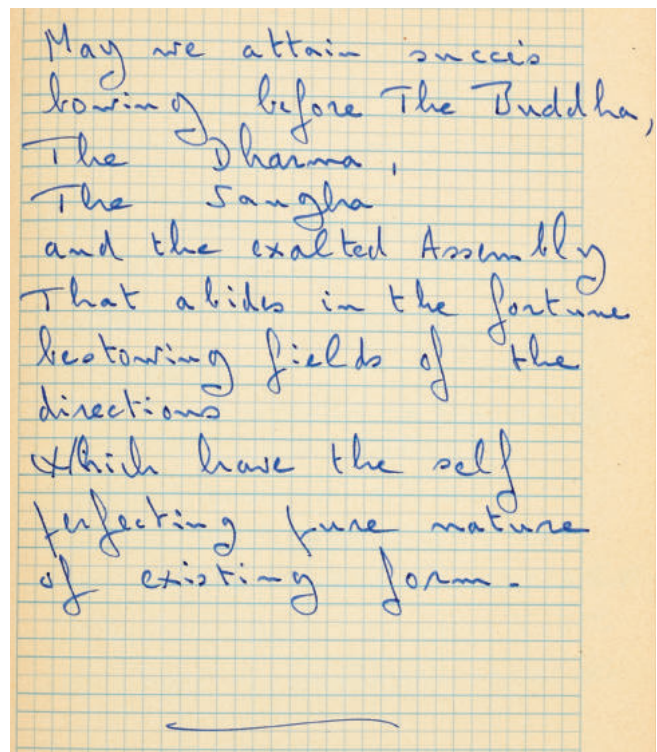 May we attain succès
bowing before The Buddha,
The Dharma,
The Sangha
and the exalted Assembly
That abides in the fortune
bestowing fields of the
directions
Which have the self
perfecting pure nature
of existing form.